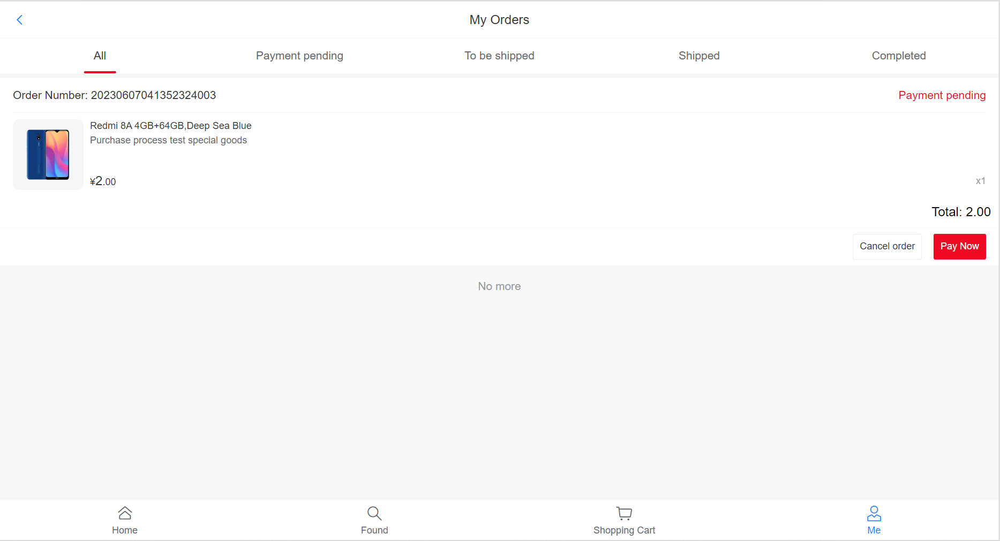 My Orders
All
Payment pending
To be shipped
Shipped
Completed
Order Number: 20230607041352324003
Payment pending
Redmi 8A 4GB+64GB,Deep Sea Blue
Purchase process test special goods
¥2.00
x1
Total: 2.00
Cancel order
Pay Now
No more
Home
Found
Shopping Cart
Me